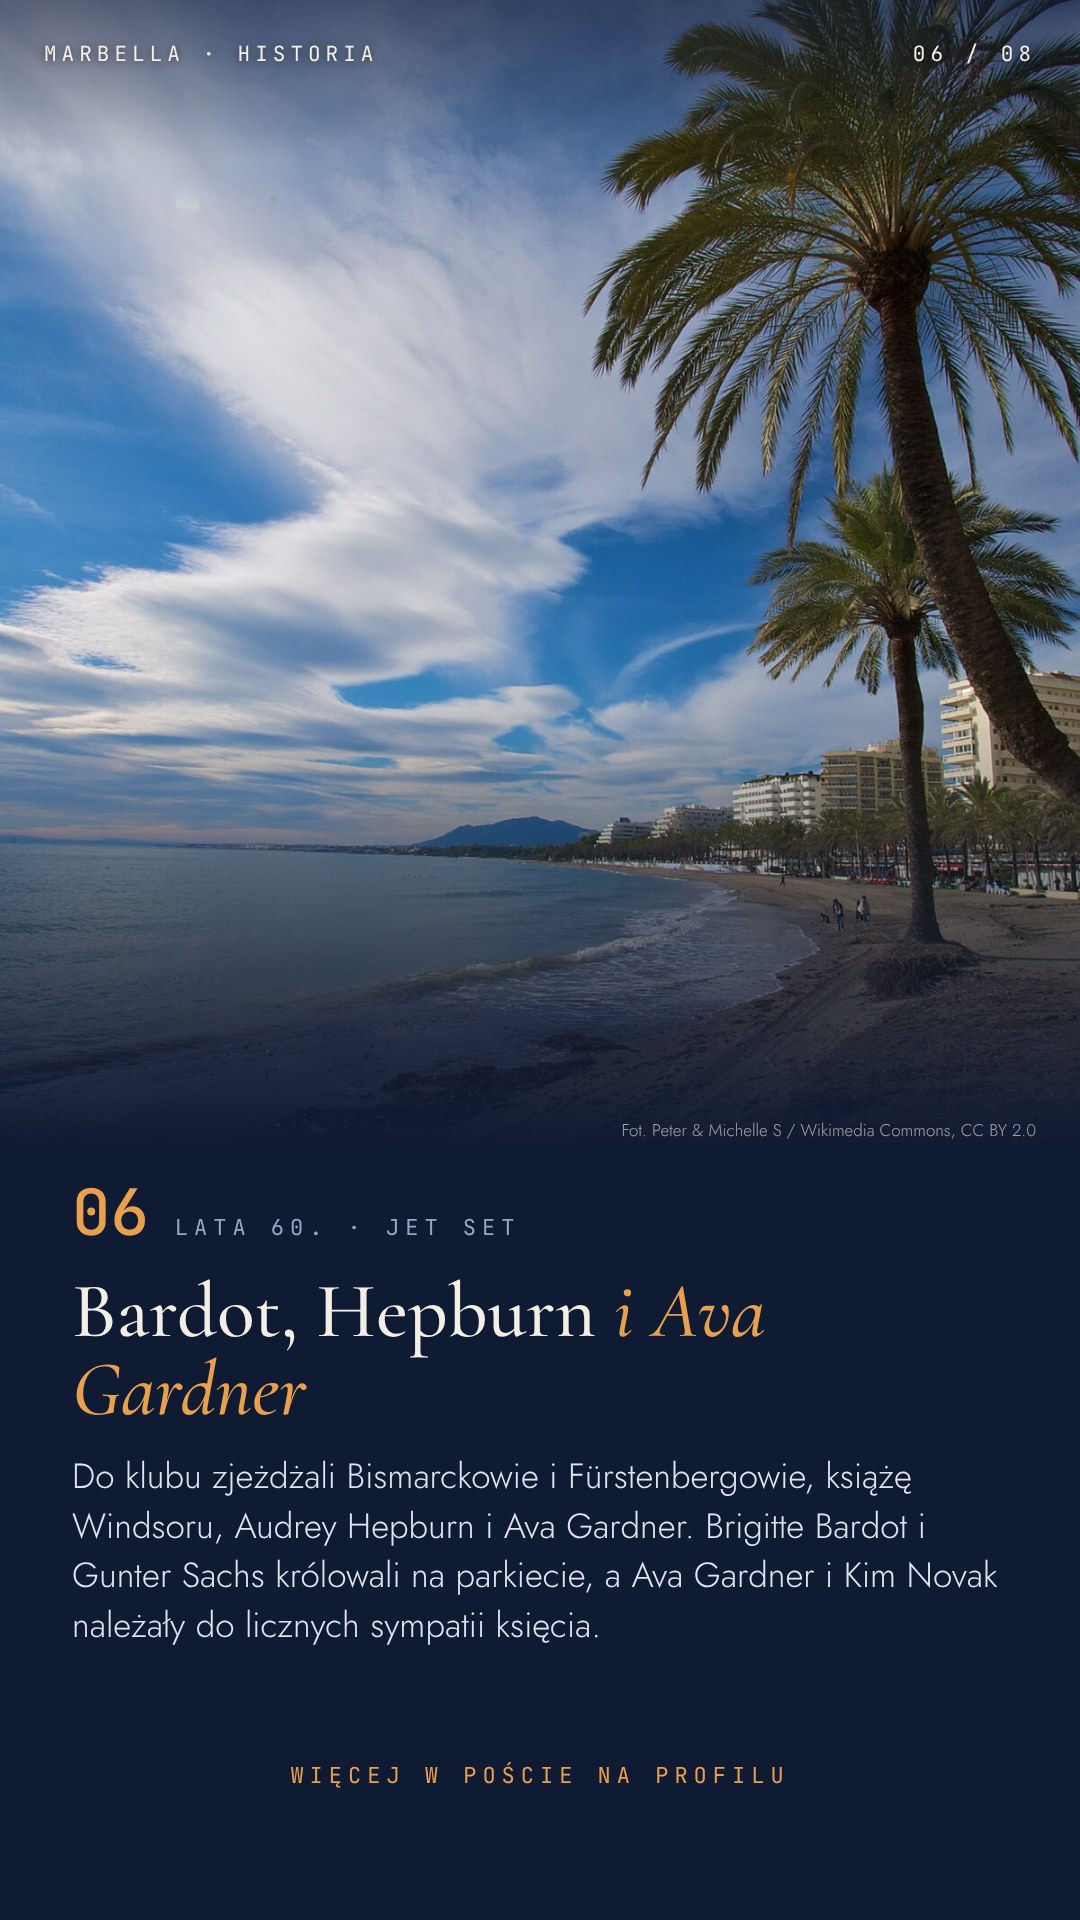 MARBELLA · HISTORIA
06 / 08
Fot. Peter & Michelle S / Wikimedia Commons, CC BY 2.0
06 LATA 60. · JET SET
Bardot, Hepburn i Ava
Gardner
Do klubu zjeżdżali Bismarckowie i Fürstenbergowie, książę
Windsoru, Audrey Hepburn i Ava Gardner. Brigitte Bardot i
Gunter Sachs królowali na parkiecie, a Ava Gardner i Kim Novak
należały do licznych sympatii księcia.
WIĘCEJ W POŚCIE NA PROFILU